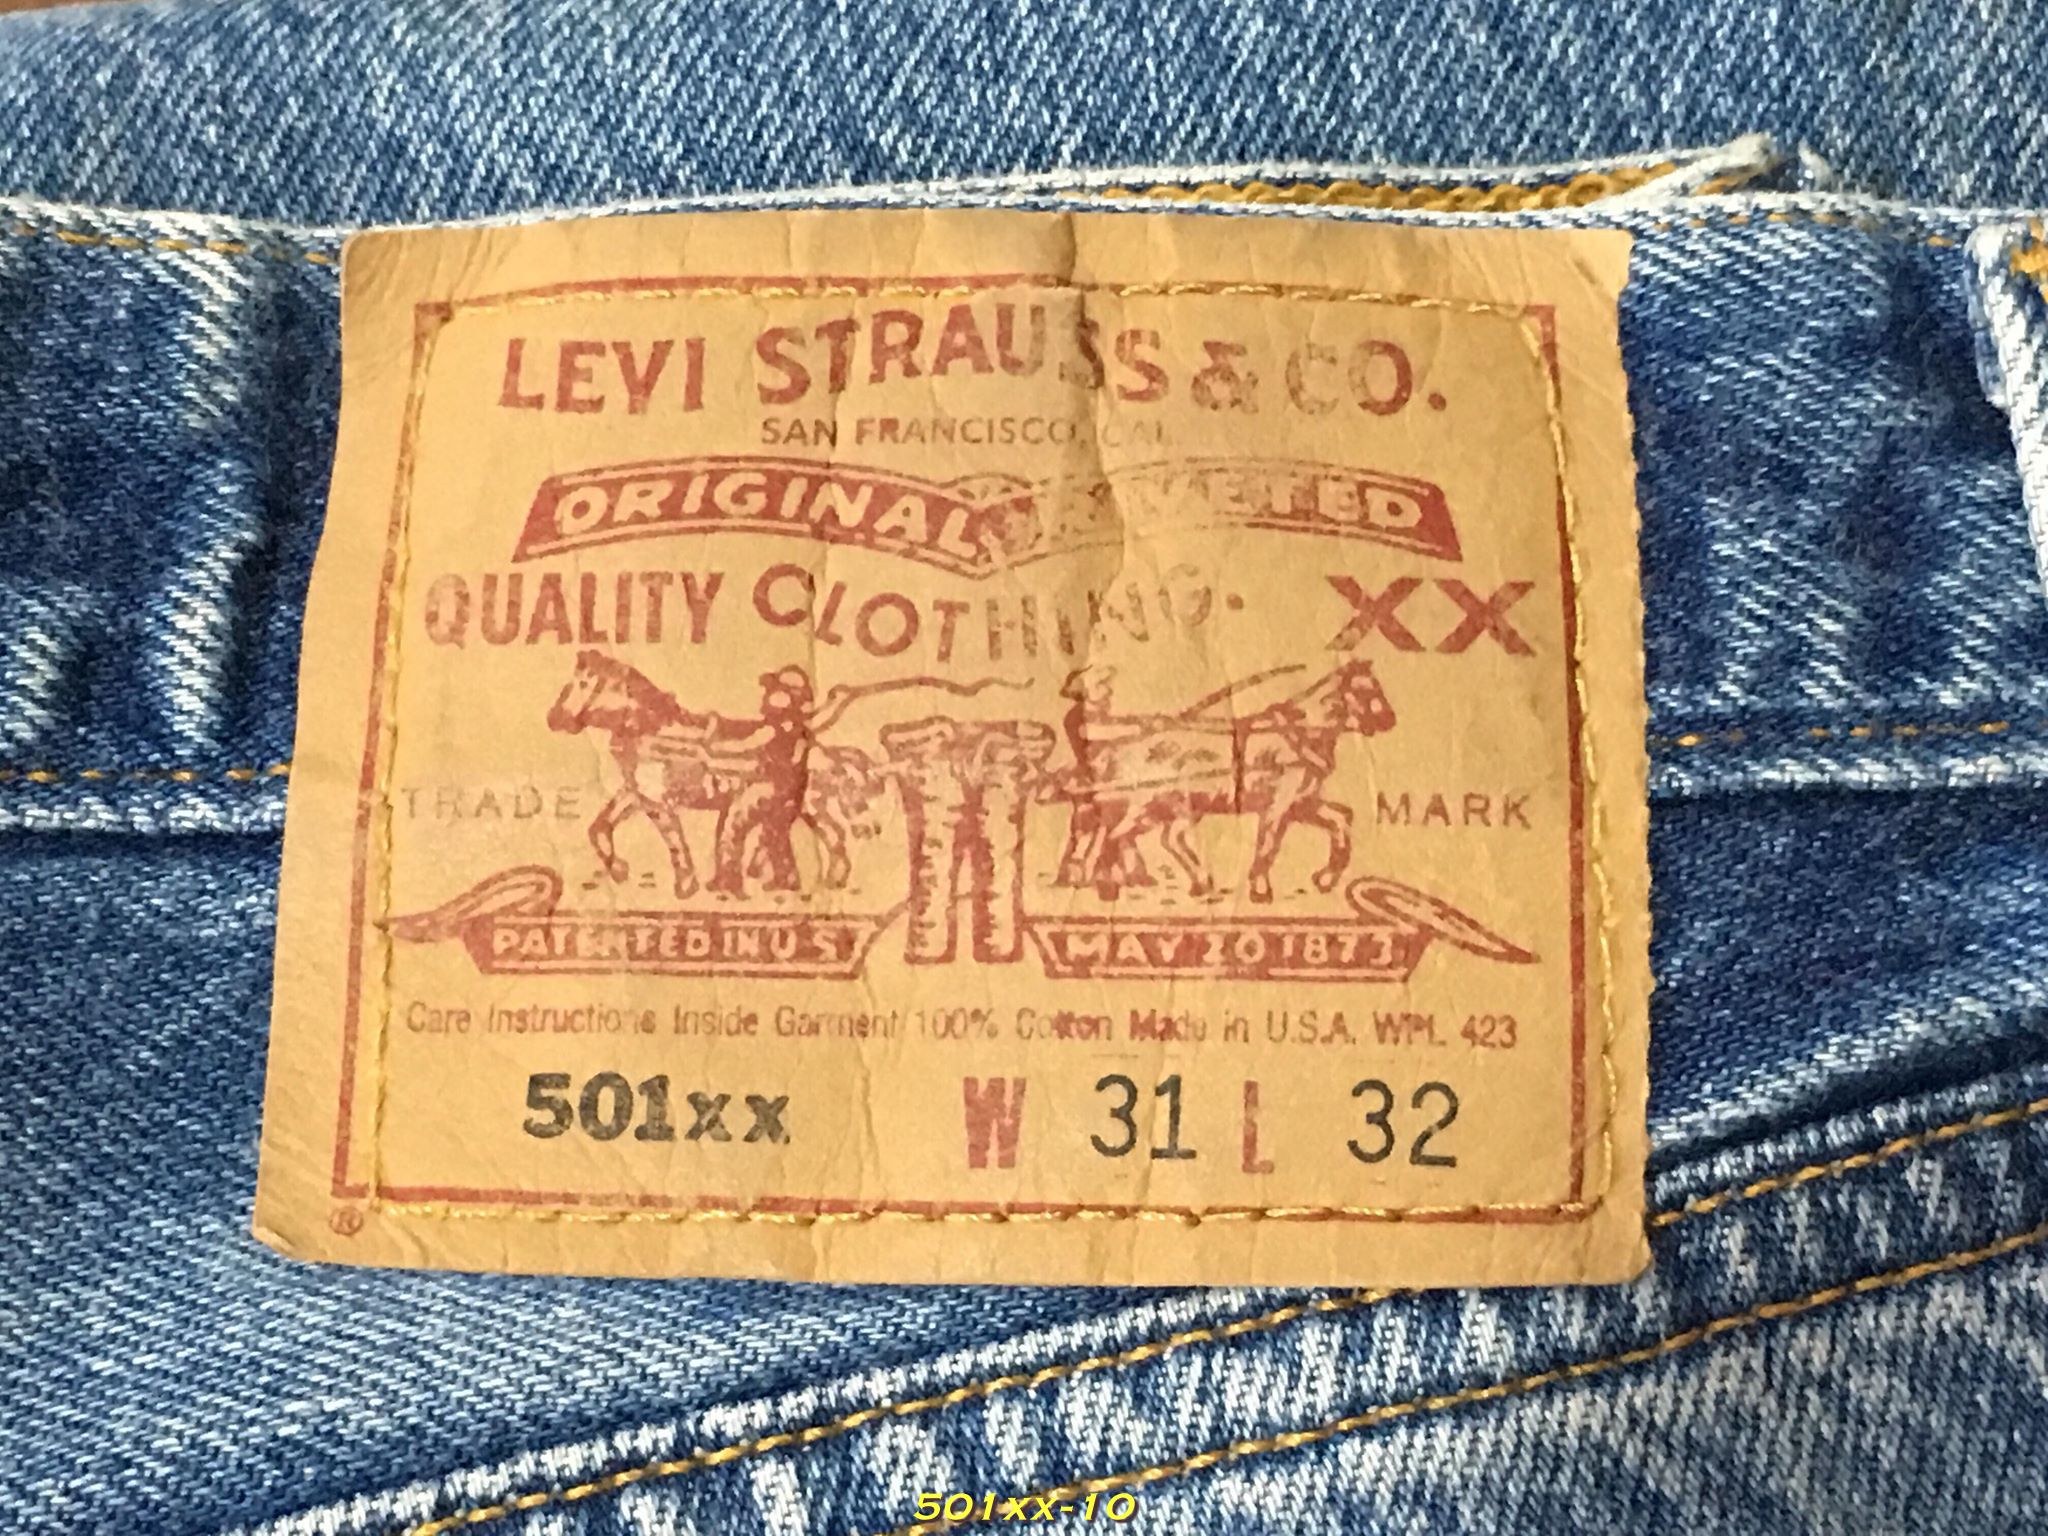 LEVI STRAUSS & CO.
SAN FRANCISCO, CAL.
ORIGINAL RIVETED
QUALITY CLOTHING. XX
TRADE MARK
PATENTED IN U S MAY 20 1873
Care Instructions Inside Garment 100% Cotton Made in U.S.A. WPL 423
501xx W 31 L 32
®
501xx-10